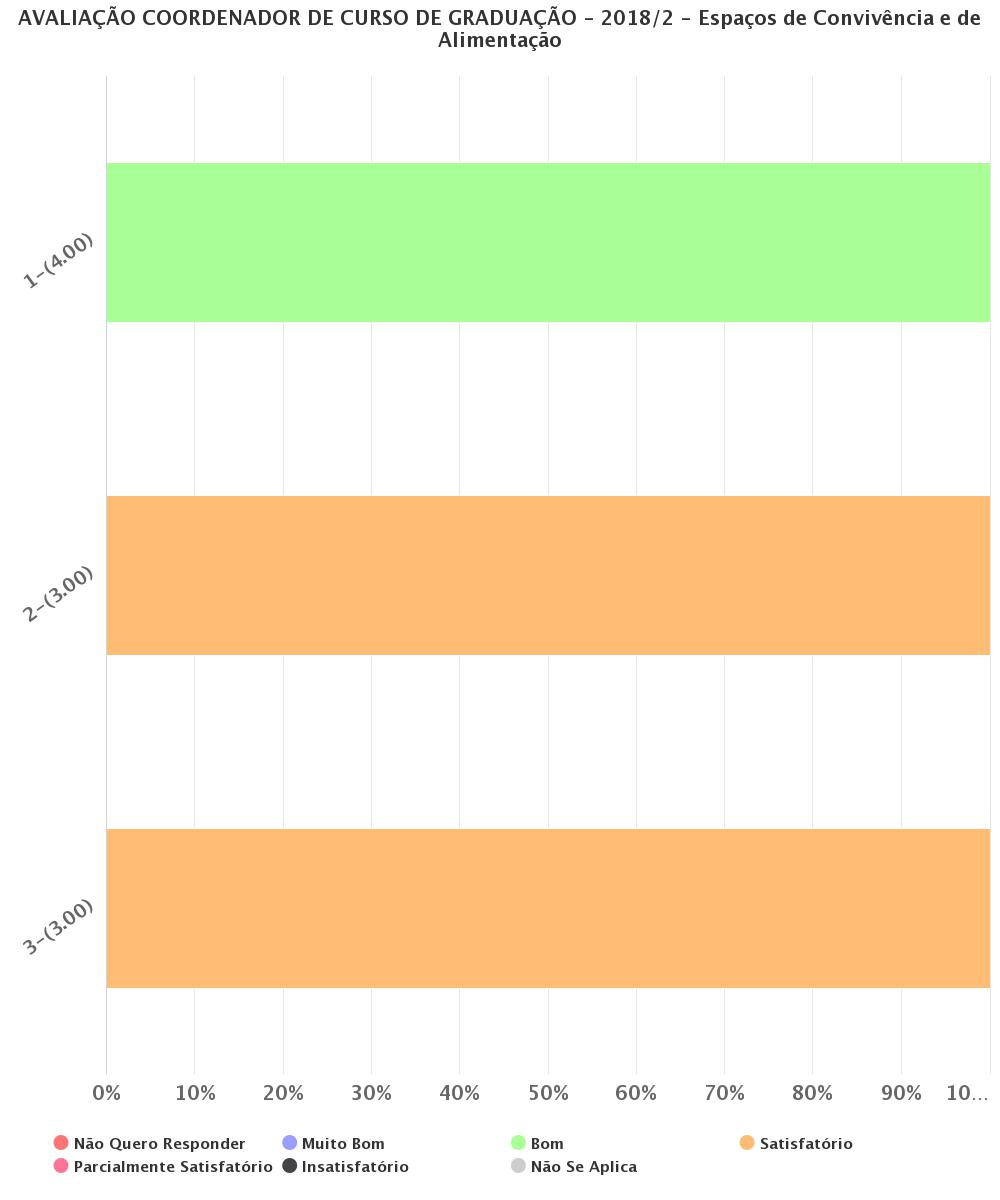 AVALIAÇÃO COORDENADOR DE CURSO DE GRADUAÇÃO - 2018/2 - Espaços de Convivência e de
Alimentação
1-(4.00)
2-(3.00)
3-(3.00)
0% 10% 20% 30% 40% 50% 60% 70% 80% 90% 10...
Não Quero Responder Muito Bom Bom Satisfatório
Parcialmente Satisfatório Insatisfatório Não Se Aplica